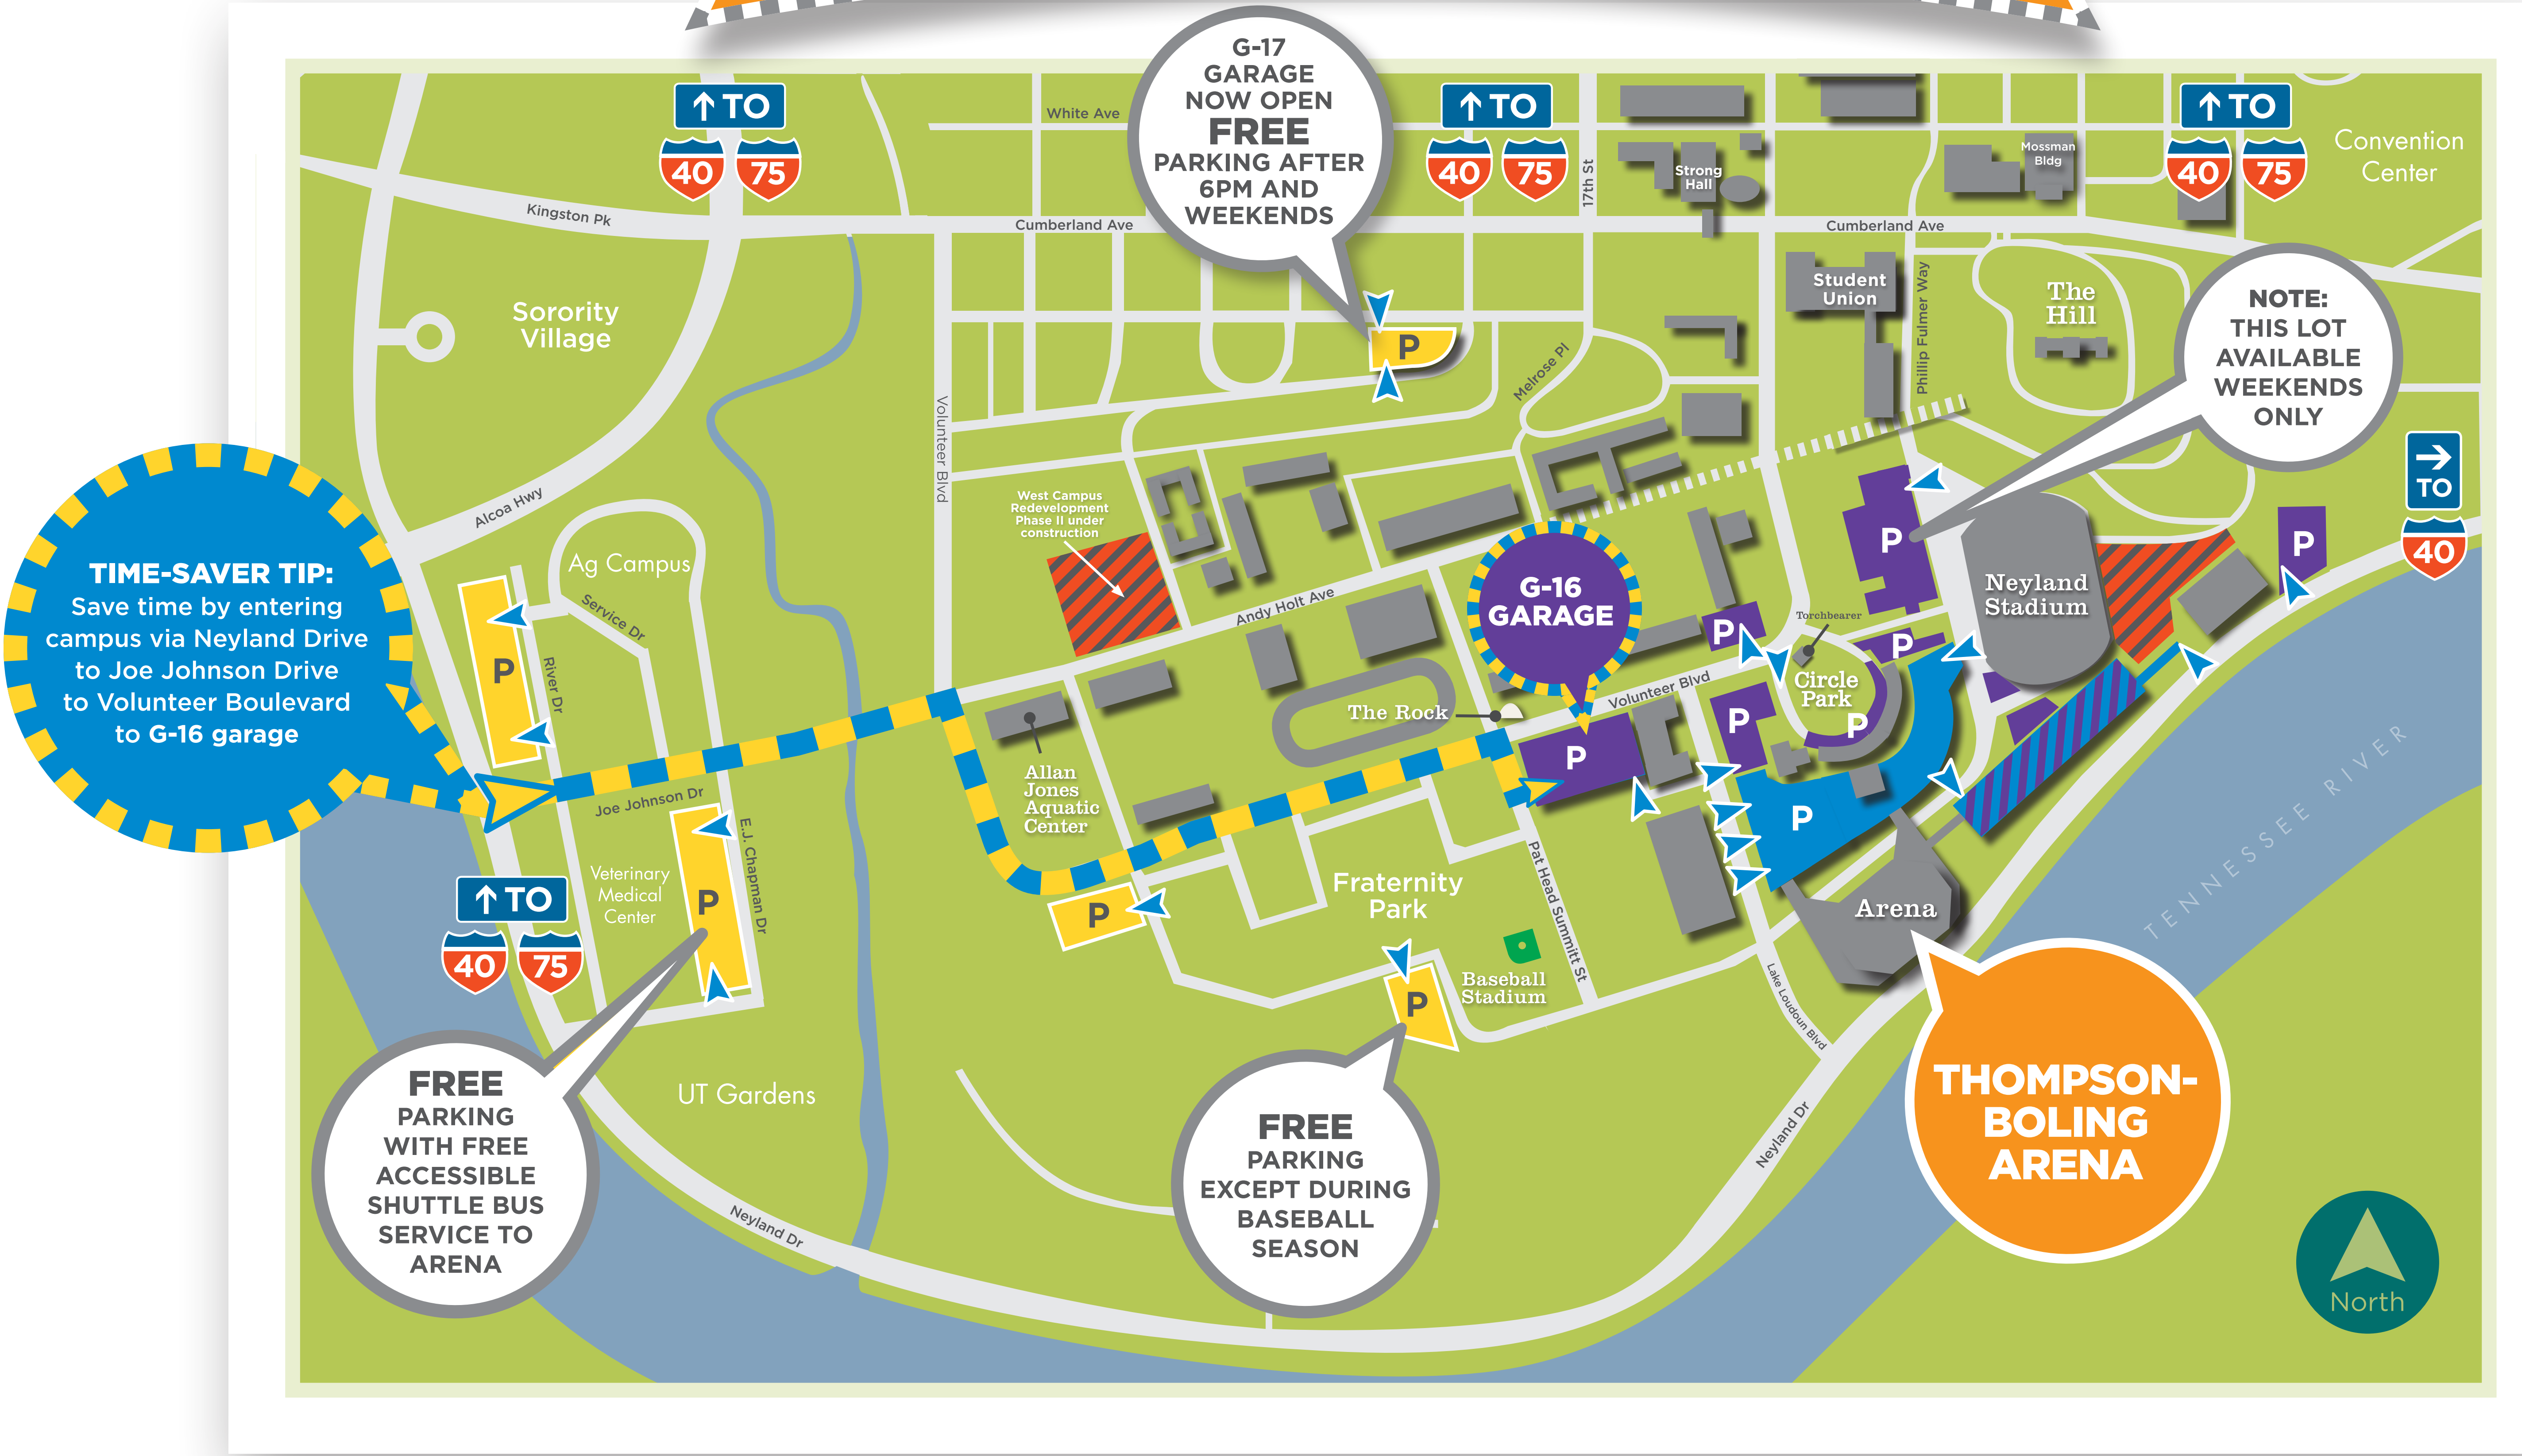 G-17
GARAGE
NOW OPEN
FREE
PARKING AFTER
6PM AND
WEEKENDS
↑ TO
40 75
↑ TO
40 75
↑ TO
40 75
White Ave
17th St
Strong
Hall
Mossman
Bldg
Convention
Center
Kingston Pk
Cumberland Ave
Cumberland Ave
Sorority
Village
P
Melrose Pl
Student
Union
Phillip Fulmer Way
The
Hill
NOTE:
THIS LOT
AVAILABLE
WEEKENDS
ONLY
→
TO
40
Volunteer Blvd
Alcoa Hwy
West Campus
Redevelopment
Phase II under
construction
Ag Campus
Service Dr
River Dr
P
Andy Holt Ave
G-16
GARAGE
P
P
Neyland
Stadium
P
Torchbearer
P
Circle
Park
P
P
Volunteer Blvd
The Rock
P
TIME-SAVER TIP:
Save time by entering
campus via Neyland Drive
to Joe Johnson Drive
to Volunteer Boulevard
to G-16 garage
Joe Johnson Dr
Allan
Jones
Aquatic
Center
P
TENNESSEE RIVER
↑ TO
40 75
Veterinary
Medical
Center
P
E.J. Chapman Dr
P
Fraternity
Park
Pat Head Summitt St
Arena
P
Baseball
Stadium
Lake Loudoun Blvd
Neyland Dr
UT Gardens
Neyland Dr
FREE
PARKING
WITH FREE
ACCESSIBLE
SHUTTLE BUS
SERVICE TO
ARENA
FREE
PARKING
EXCEPT DURING
BASEBALL
SEASON
THOMPSON-
BOLING
ARENA
North